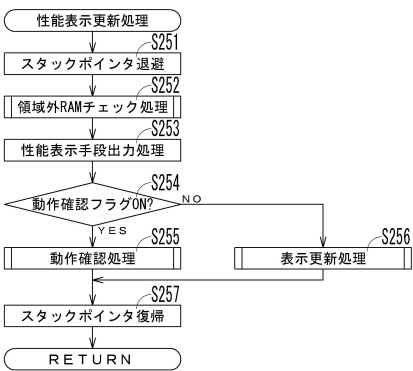 性能表示更新処理
S251
スタックポインタ退避
S252
領域外RAMチェック処理
S253
性能表示手段出力処理
S254
動作確認フラグON?
NO
YES
S255
動作確認処理
S256
表示更新処理
S257
スタックポインタ復帰
RETURN